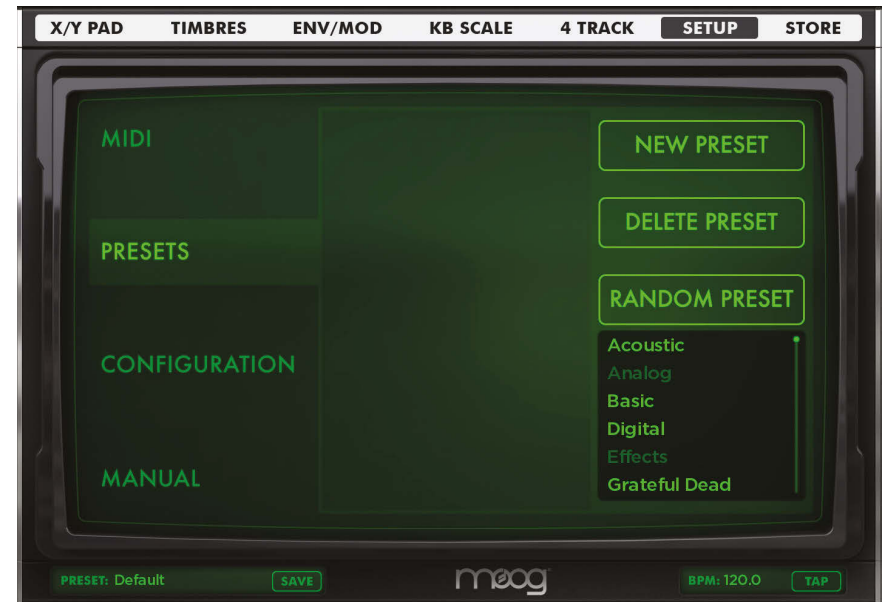 X/Y PAD TIMBRES ENV/MOD KB SCALE 4 TRACK SETUP STORE
MIDI
PRESETS
CONFIGURATION
MANUAL
NEW PRESET
DELETE PRESET
RANDOM PRESET
Acoustic
Analog
Basic
Digital
Effects
Grateful Dead
PRESET: Default SAVE moog BPM: 120.0 TAP